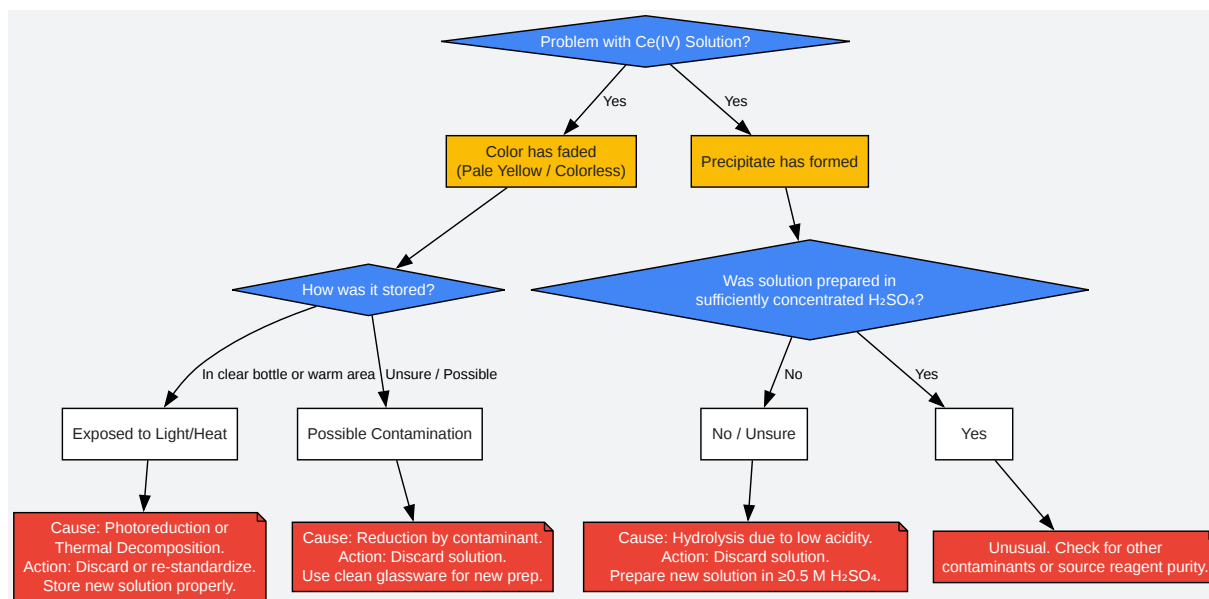 Problem with Ce(IV) Solution?
Yes
Yes
Color has faded
(Pale Yellow / Colorless)
Precipitate has formed
How was it stored?
Was solution prepared in
sufficiently concentrated H₂SO₄?
In clear bottle or warm area
Unsure / Possible
No
Yes
Exposed to Light/Heat
Possible Contamination
No / Unsure
Yes
Cause: Photoreduction or
Thermal Decomposition.
Action: Discard or re-standardize.
Store new solution properly.
Cause: Reduction by contaminant.
Action: Discard solution.
Use clean glassware for new prep.
Cause: Hydrolysis due to low acidity.
Action: Discard solution.
Prepare new solution in ≥0.5 M H₂SO₄.
Unusual. Check for other
contaminants or source reagent purity.